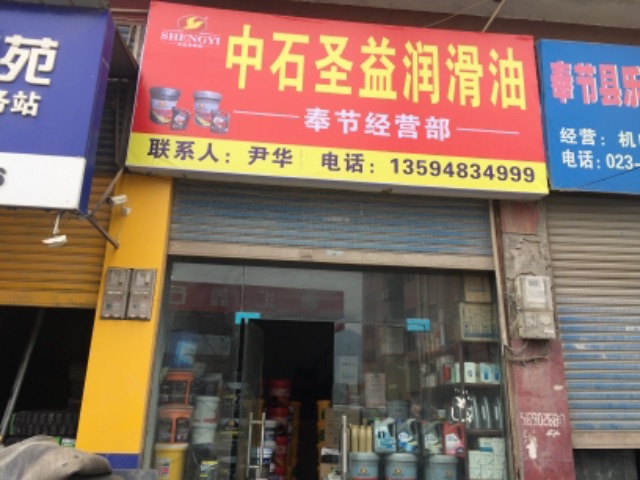 苑
务站
6
SHENGYI
中石圣益润滑油
奉节经营部
联系人：尹华 电话：13594834999
奉节县
经营：机
电话：023-